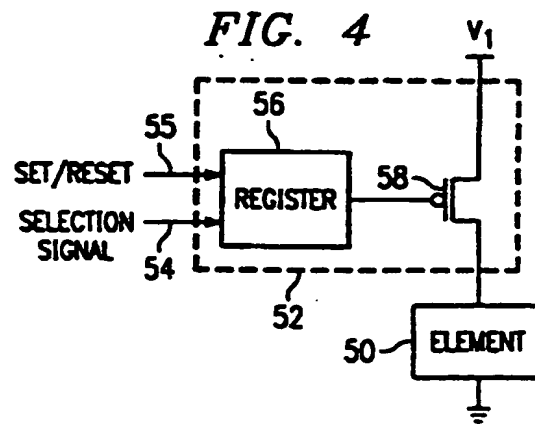 FIG. 4
V1
56
55
SET/RESET
REGISTER
58
SELECTION
SIGNAL
54
52
50
ELEMENT